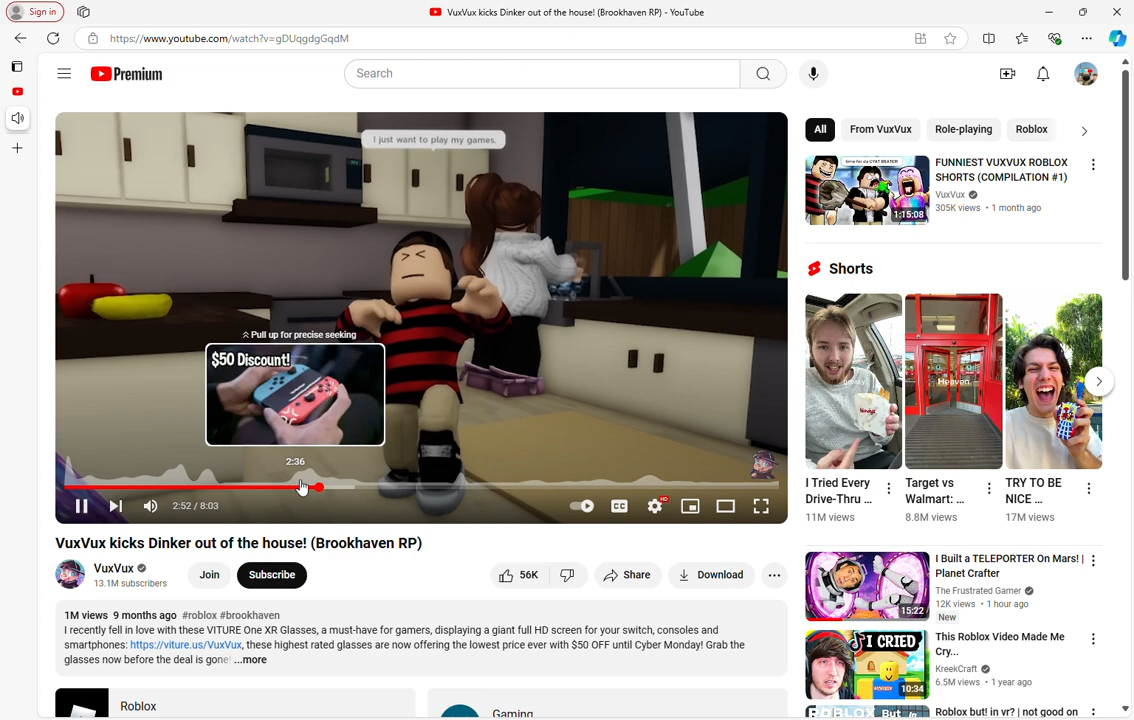 Sign in
VuxVux kicks Dinker out of the house! (Brookhaven RP) - YouTube
https://www.youtube.com/watch?v=gDUqgdgGqdM
Premium
Search
I just want to play my games.
Pull up for precise seeking
$50 Discount!
2:36
2:52 / 8:03
CC
HD
VuxVux kicks Dinker out of the house! (Brookhaven RP)
VuxVux
13.1M subscribers
Join
Subscribe
56K
Share
Download
1M views 9 months ago #roblox #brookhaven
I recently fell in love with these VITURE One XR Glasses, a must-have for gamers, displaying a giant full HD screen for your switch, consoles and
smartphones: https://viture.us/VuxVux, these highest rated glasses are now offering the lowest price ever with $50 OFF until Cyber Monday! Grab the
glasses now before the deal is gone! ...more
Roblox
Gaming
All
From VuxVux
Role-playing
Roblox
1:15:08
FUNNIEST VUXVUX ROBLOX
SHORTS (COMPILATION #1)
VuxVux
305K views • 1 month ago
Shorts
Heaven
I Tried Every
Drive-Thru ...
11M views
Target vs
Walmart: ...
8.8M views
TRY TO BE
NICE ...
17M views
15:22
I Built a TELEPORTER On Mars! |
Planet Crafter
The Frustrated Gamer
12K views • 1 hour ago
New
I CRIED
10:34
This Roblox Video Made Me
Cry...
KreekCraft
6.5M views • 1 year ago
ROBLOX But
Roblox but! in vr? | not good on